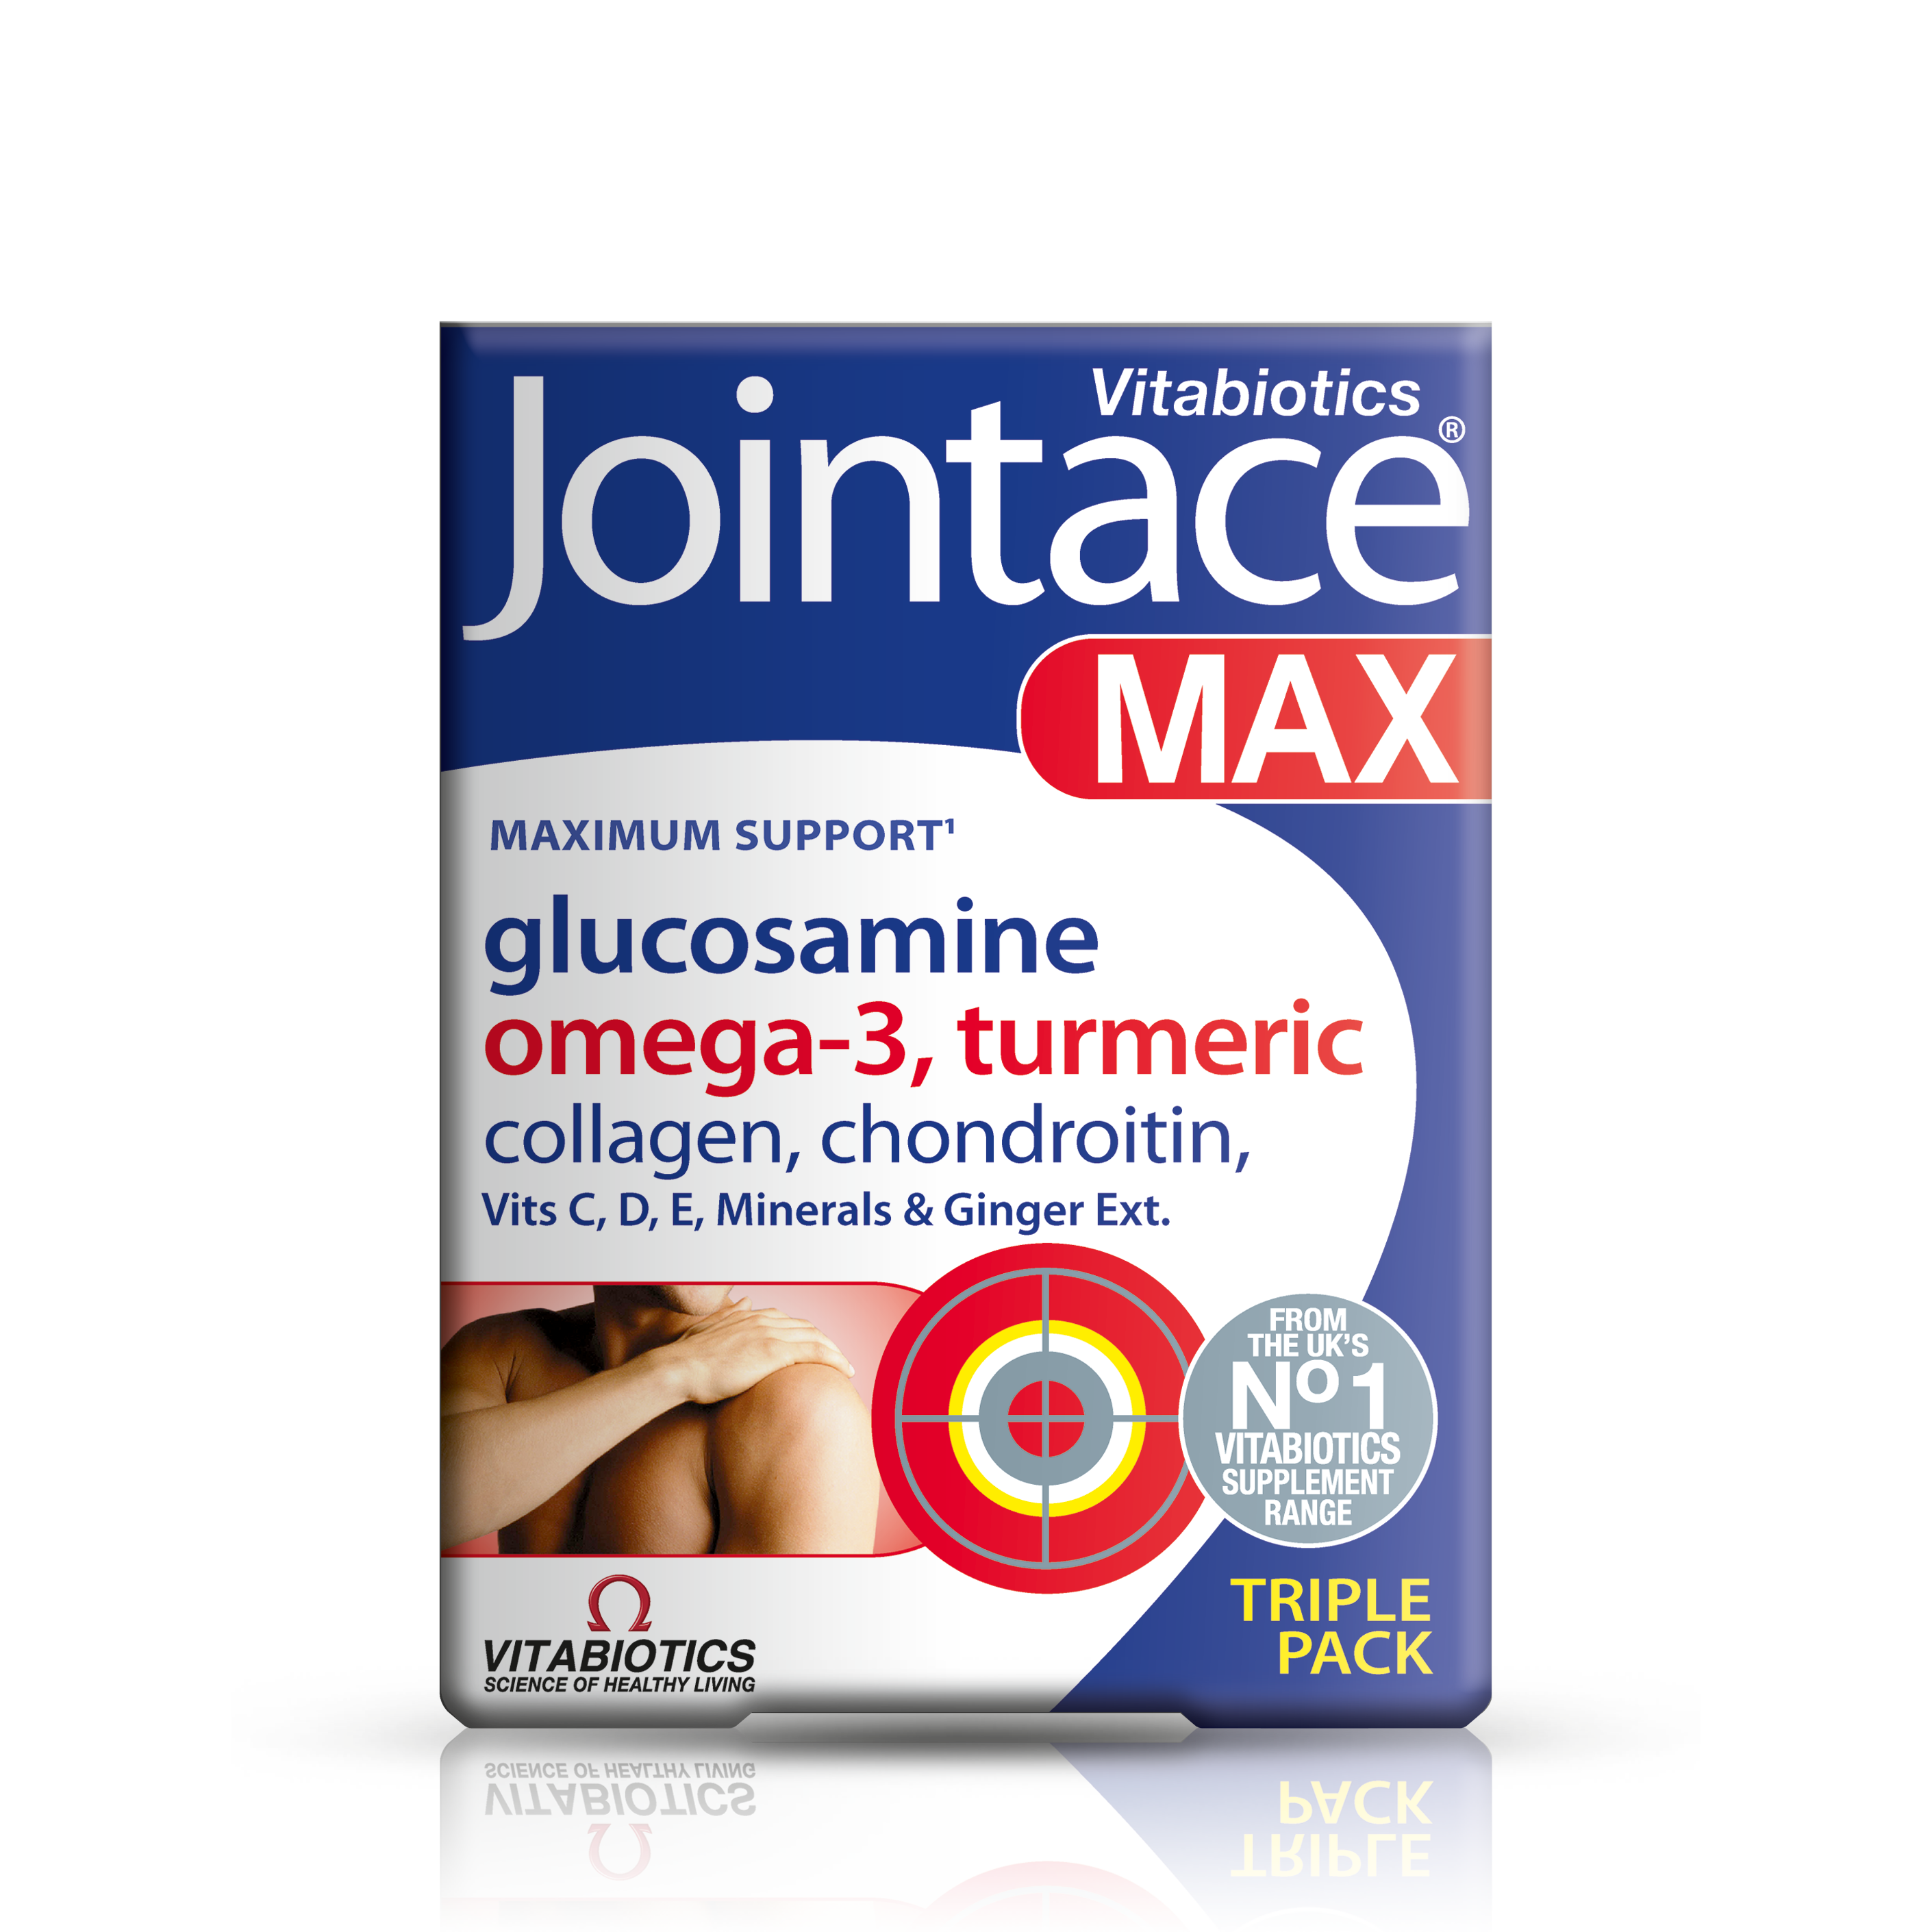 Vitabiotics
Jointace®
MAX
MAXIMUM SUPPORT¹
glucosamine
omega-3, turmeric
collagen, chondroitin,
Vits C, D, E, Minerals & Ginger Ext.
FROM
THE UK'S
Nº1
VITABIOTICS
SUPPLEMENT
RANGE
TRIPLE
PACK
VITABIOTICS
SCIENCE OF HEALTHY LIVING